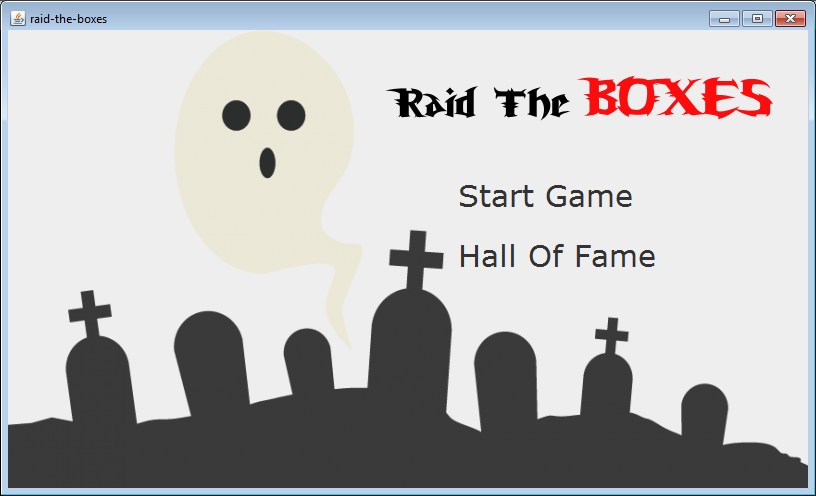 raid-the-boxes
Raid The BOXES
Start Game
Hall Of Fame